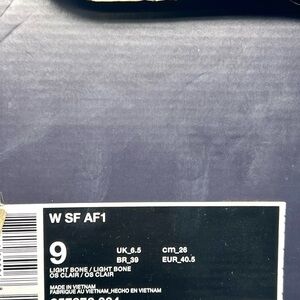 W SF AF1
9
UK_6.5 cm_26
BR_39 EUR_40.5
LIGHT BONE / LIGHT BONE
OS CLAIR / OS CLAIR
MADE IN VIETNAM
FABRIQUÉ AU VIETNAM_HECHO EN VIETNAM